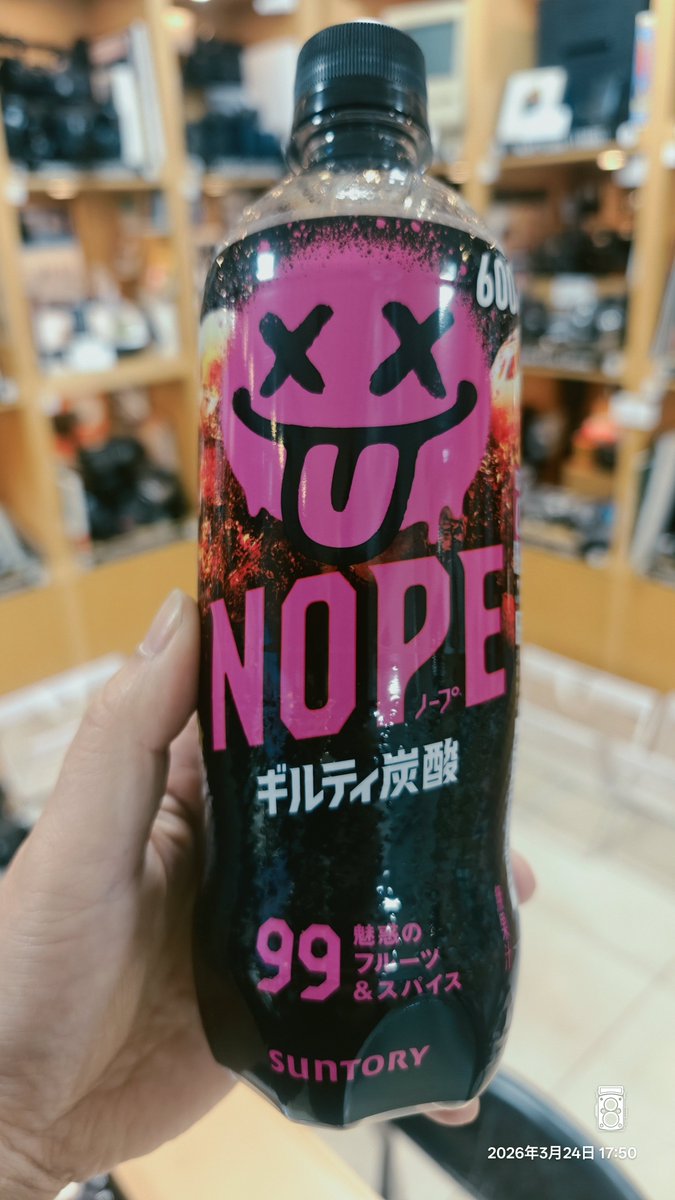 600
NOPE
ノープ
ギルティ炭酸
99
魅惑の
フルーツ
&スパイス
SUNTORY
2026年3月24日 17:50